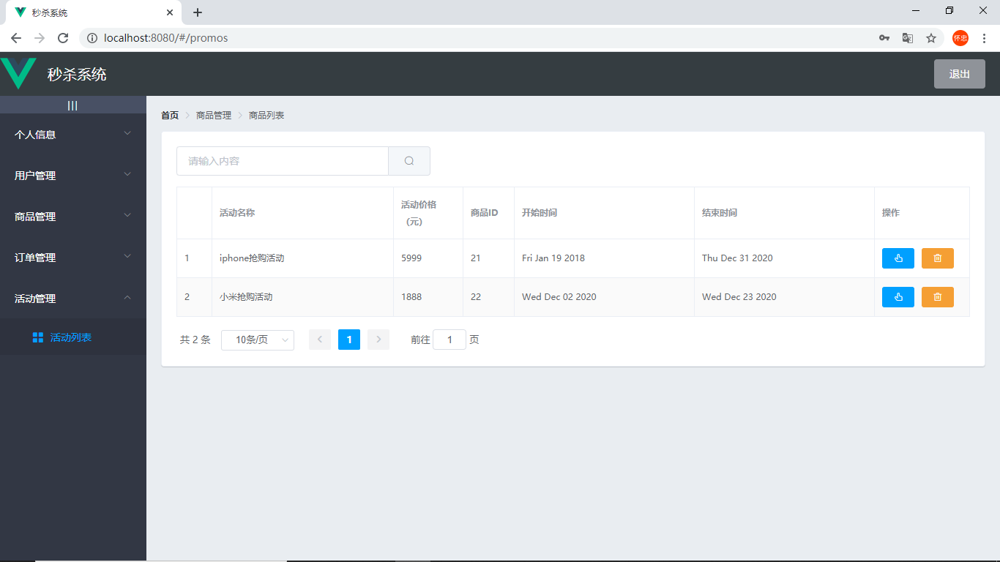 秒杀系统
localhost:8080/#/promos
怀忠
秒杀系统
退出
|||
个人信息
用户管理
商品管理
订单管理
活动管理
活动列表
首页 商品管理 商品列表
请输入内容
活动名称 活动价格（元） 商品ID 开始时间 结束时间 操作
1 iphone抢购活动 5999 21 Fri Jan 19 2018 Thu Dec 31 2020
2 小米抢购活动 1888 22 Wed Dec 02 2020 Wed Dec 23 2020
共 2 条 10条/页 1 前往 1 页